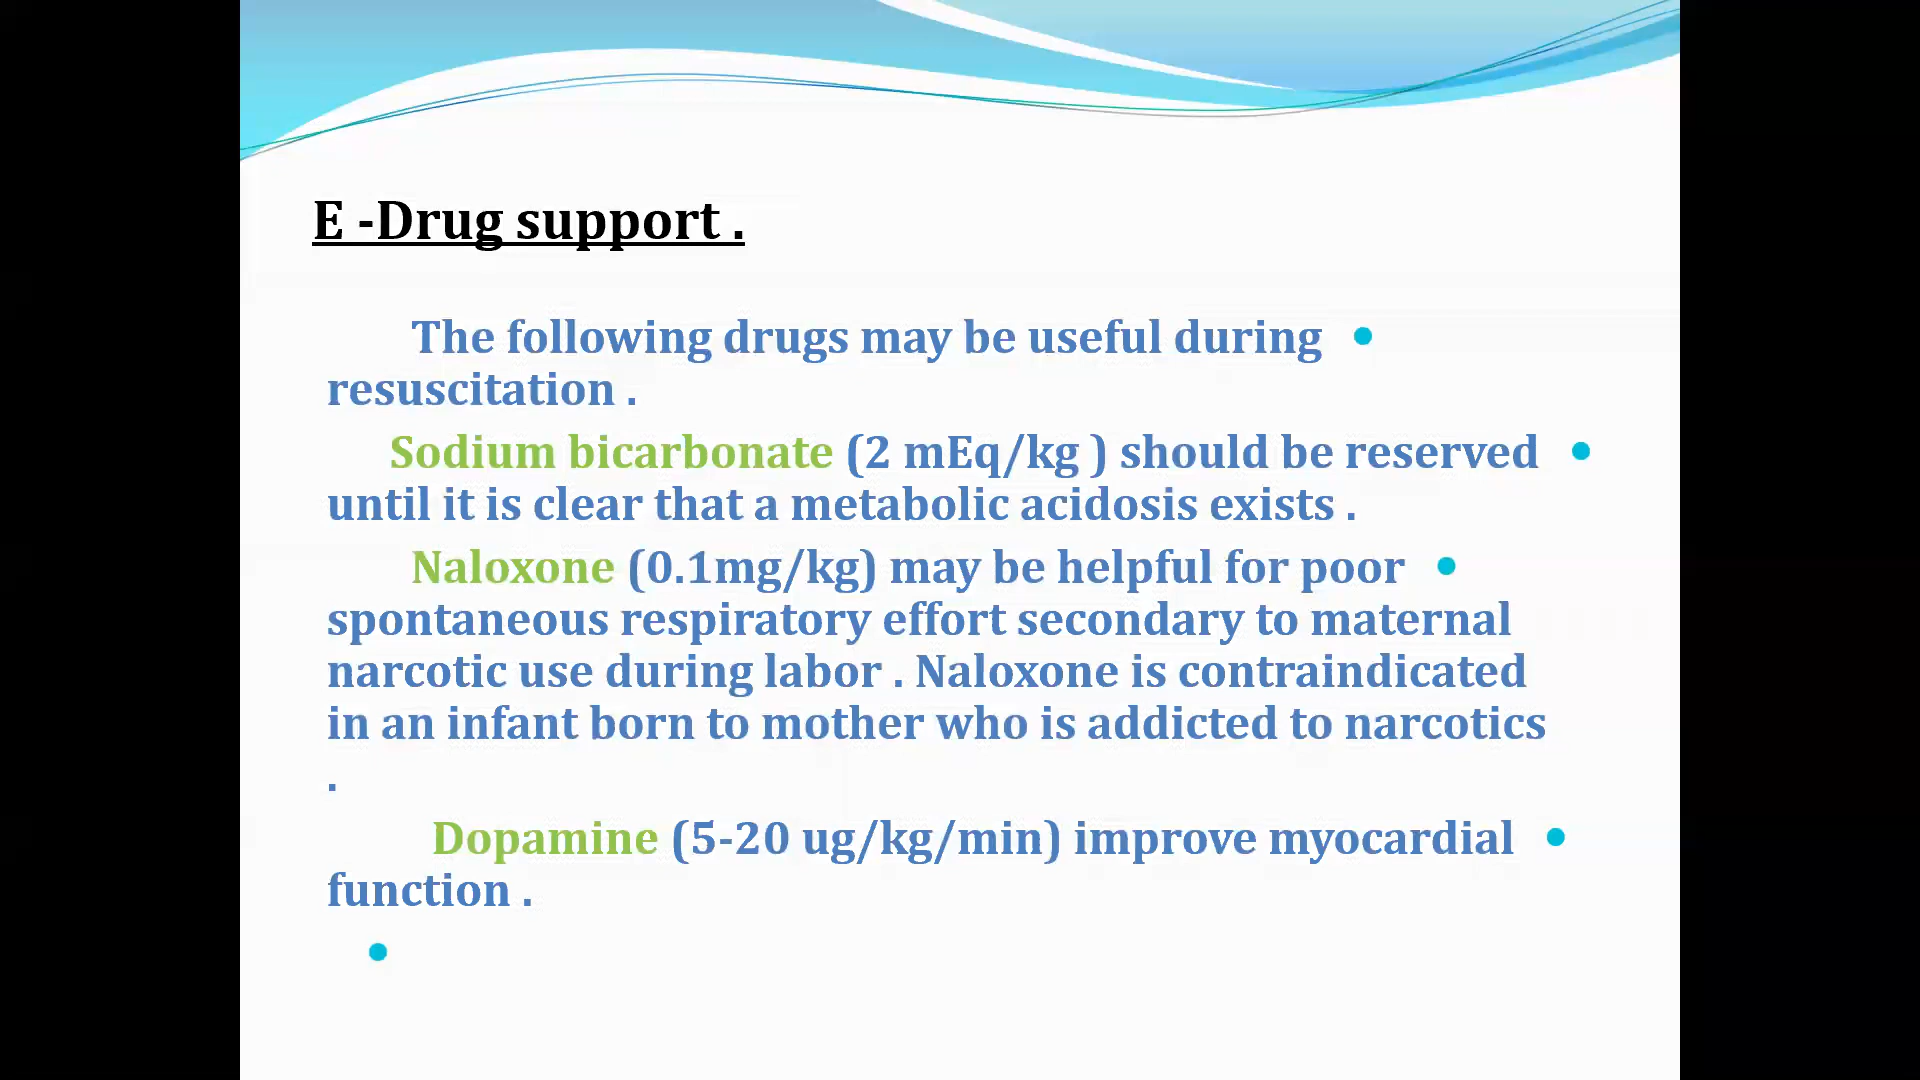 E -Drug support .
The following drugs may be useful during
resuscitation .
Sodium bicarbonate (2 mEq/kg ) should be reserved
until it is clear that a metabolic acidosis exists .
Naloxone (0.1mg/kg) may be helpful for poor
spontaneous respiratory effort secondary to maternal
narcotic use during labor . Naloxone is contraindicated
in an infant born to mother who is addicted to narcotics
.
Dopamine (5-20 ug/kg/min) improve myocardial
function .